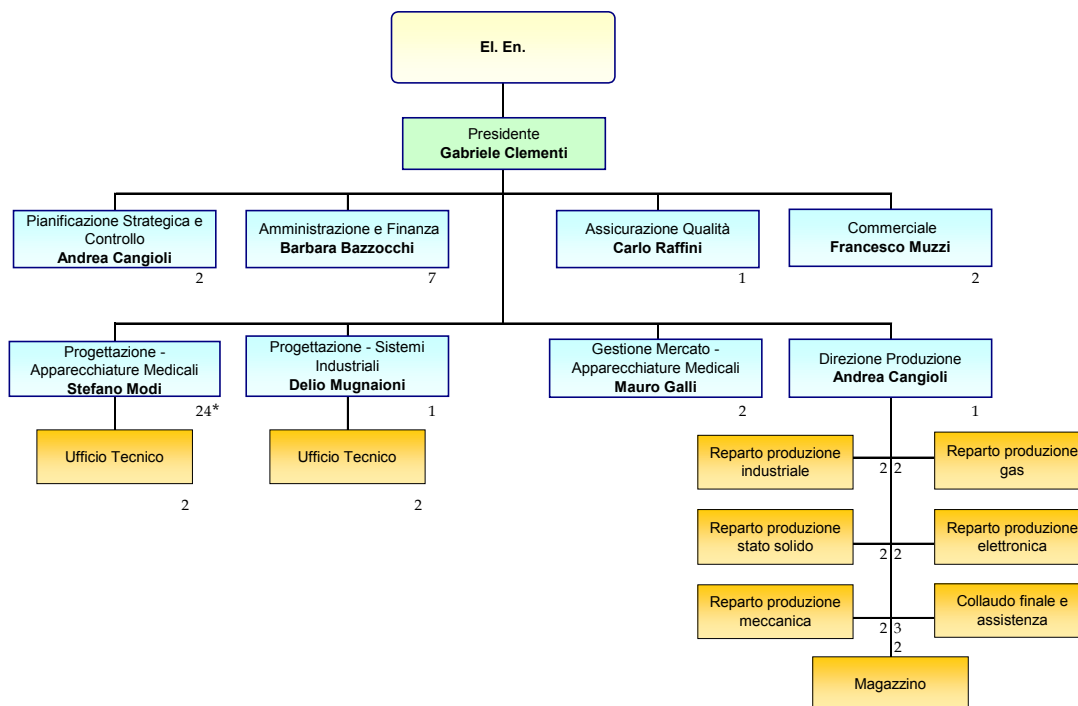 El. En.
Presidente
Gabriele Clementi
Pianificazione Strategica e
Controllo
Andrea Cangioli
2
Amministrazione e Finanza
Barbara Bazzocchi
7
Assicurazione Qualità
Carlo Raffini
1
Commerciale
Francesco Muzzi
2
Progettazione -
Apparecchiature Medicali
Stefano Modi
24*
Progettazione - Sistemi
Industriali
Delio Mugnaioni
1
Gestione Mercato -
Apparecchiature Medicali
Mauro Galli
2
Direzione Produzione
Andrea Cangioli
1
Ufficio Tecnico
2
Ufficio Tecnico
2
Reparto produzione
industriale
2
2
Reparto produzione
gas
Reparto produzione
stato solido
2
2
Reparto produzione
elettronica
Reparto produzione
meccanica
2
3
Collaudo finale e
assistenza
2
Magazzino